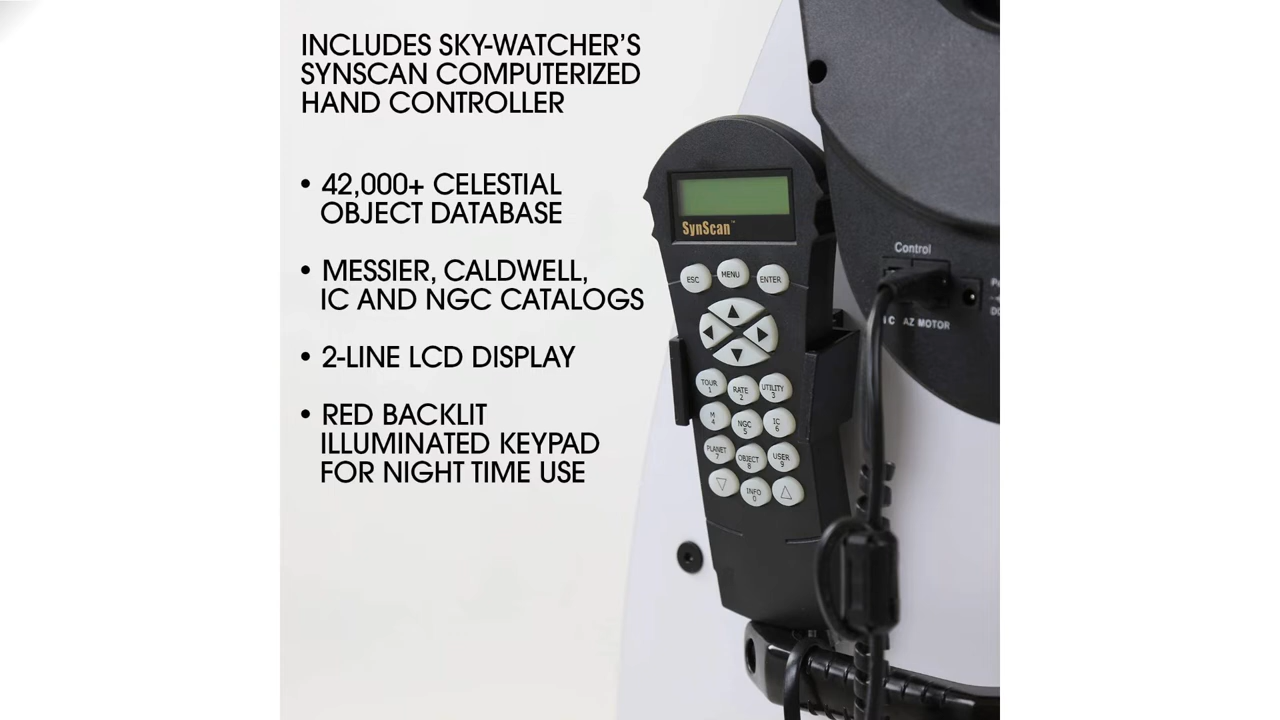 INCLUDES SKY-WATCHER'S
SYNSCAN COMPUTERIZED
HAND CONTROLLER
• 42,000+ CELESTIAL
OBJECT DATABASE
• MESSIER, CALDWELL,
IC AND NGC CATALOGS
• 2-LINE LCD DISPLAY
• RED BACKLIT
ILLUMINATED KEYPAD
FOR NIGHT TIME USE
SynScan™
ESC MENU ENTER
TOUR RATE UTILITY
1 2 3
M NGC IC
4 5 6
PLANET OBJECT USER
7 8 9
INFO
0
Control
AZ MOTOR